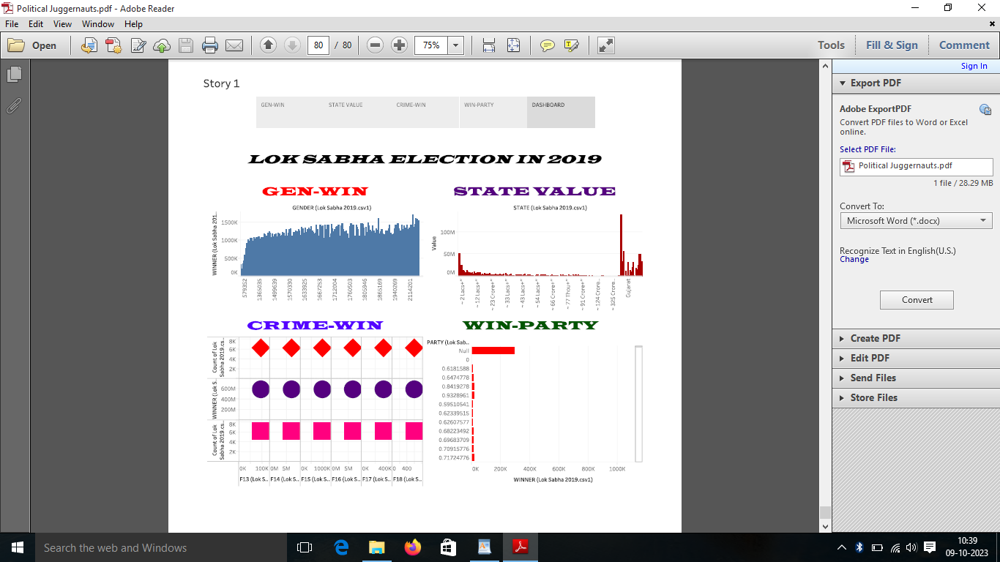 Political Juggernauts.pdf - Adobe Reader
File Edit View Window Help
Open 80 / 80 75% Tools Fill & Sign Comment
Sign In
Export PDF
Adobe ExportPDF
Convert PDF files to Word or Excel
online.
Select PDF File:
Political Juggernauts.pdf
1 file / 28.29 MB
Convert To:
Microsoft Word (*.docx)
Recognize Text in English(U.S.)
Change
Convert
Create PDF
Edit PDF
Send Files
Store Files
Story 1
GEN-WIN STATE VALUE CRIME-WIN WIN-PARTY DASHBOARD
LOK SABHA ELECTION IN 2019
GEN-WIN
GENDER (Lok Sabha 2019.csv1)
WINNER (Lok Sabha 201..
1500K
1000K
500K
0K
579352 1365035 1499639 1570330 1633925 1667253 1712004 1760503 1805946 1865169 1940269 2114201
STATE VALUE
STATE (Lok Sabha 2019.csv1)
Value
100M
50M
0M
~ 2 Lacs+" ~ 12 Lacs+" ~ 23 Crore+" ~ 33 Lacs+" ~ 43 Lacs+" ~ 54 Lacs+" ~ 66 Crore+" ~ 77 Thou+" ~ 91 Crore+" ~ 124 Crore.. ~ 325 Crore.. Gujarat
CRIME-WIN
Count of Lok
Sabha 2019.cs..
8K
6K
4K
2K
WINNER (Lok S..
600M
400M
200M
Count of Lok
Sabha 2019.cs..
8K
6K
4K
2K
0K 100K 0M 5M 0K 1000K 0M 5M 0K 400K 0 400
F13 (Lok S.. F14 (Lok S.. F15 (Lok S.. F16 (Lok S.. F17 (Lok S.. F18 (Lok S..
WIN-PARTY
PARTY (Lok Sab..
Null
0
0.6181588
0.6474778
0.8419278
0.9328961
0.59510541
0.62339515
0.62607577
0.68223492
0.69683709
0.70915776
0.71724776
0K 200K 400K 600K 800K 1000K
WINNER (Lok Sabha 2019.csv1)
Search the web and Windows
10:39
09-10-2023